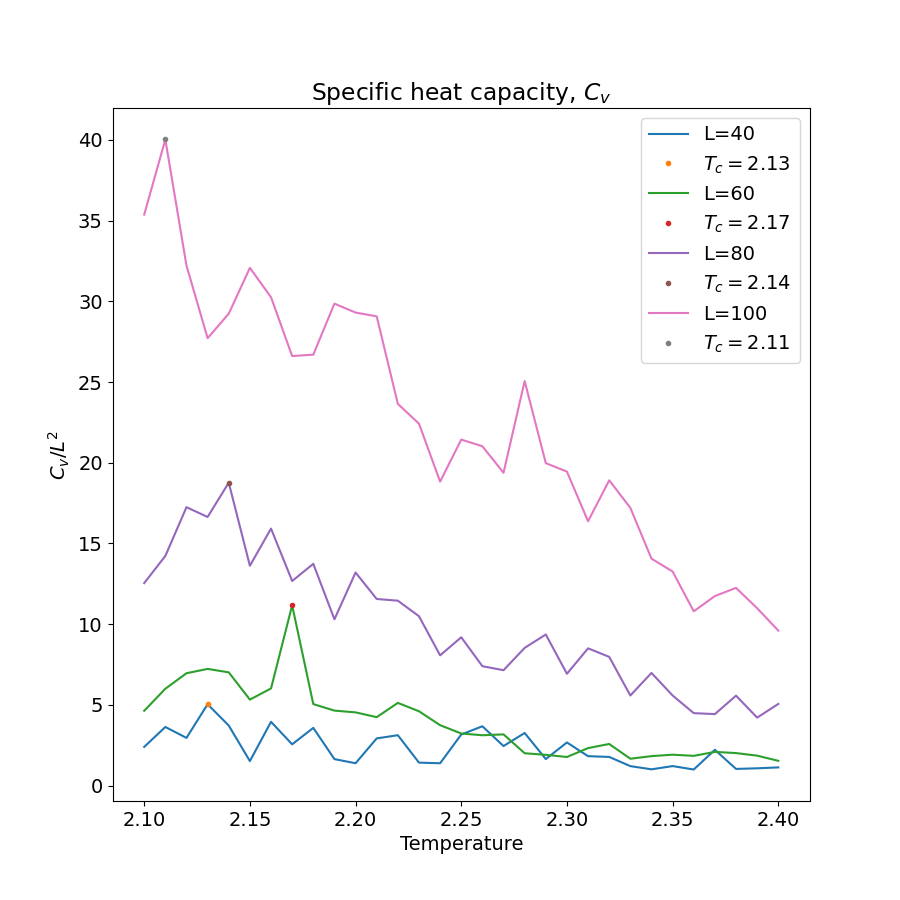 Specific heat capacity, $C_v$
40
35
30
25
20
15
10
5
0
$C_v/L^2$
L=40
$T_c = 2.13$
L=60
$T_c = 2.17$
L=80
$T_c = 2.14$
L=100
$T_c = 2.11$
2.10 2.15 2.20 2.25 2.30 2.35 2.40
Temperature